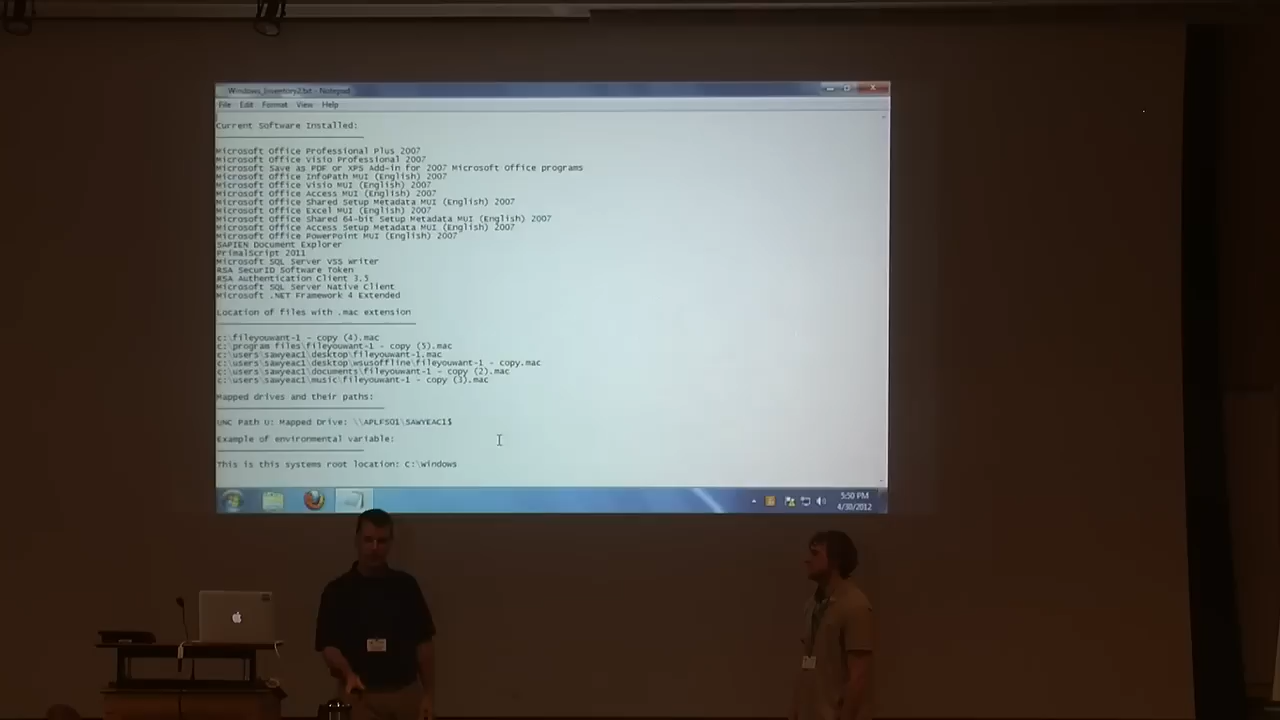 Windows_Inventory2.txt - Notepad
File Edit Format View Help
Current Software Installed:
Microsoft Office Professional Plus 2007
Microsoft Office Visio Professional 2007
Microsoft Save as PDF or XPS Add-in for 2007 Microsoft Office programs
Microsoft Office InfoPath MUI (English) 2007
Microsoft Office Visio MUI (English) 2007
Microsoft Office Access MUI (English) 2007
Microsoft Office Shared Setup Metadata MUI (English) 2007
Microsoft Office Excel MUI (English) 2007
Microsoft Office Shared 64-bit Setup Metadata MUI (English) 2007
Microsoft Office Access Setup Metadata MUI (English) 2007
Microsoft Office PowerPoint MUI (English) 2007
SAPIEN Document Explorer
PrimalScript 2011
Microsoft SQL Server VSS Writer
RSA SecurID Software Token
RSA Authentication Client 3.5
Microsoft SQL Server Native Client
Microsoft .NET Framework 4 Extended
Location of files with .mac extension
c:\fileyouwant-1 - copy (4).mac
c:\program files\fileyouwant-1 - copy (5).mac
c:\users\sawyeac1\desktop\fileyouwant-1.mac
c:\users\sawyeac1\desktop\wsusoffline\fileyouwant-1 - copy.mac
c:\users\sawyeac1\documents\fileyouwant-1 - copy (2).mac
c:\users\sawyeac1\music\fileyouwant-1 - copy (3).mac
Mapped drives and their paths:
UNC Path U: Mapped Drive: \\APLFS01\SAWYEAC1$
Example of environmental variable:
This is this systems root location: C:\Windows
5:50 PM
4/30/2012